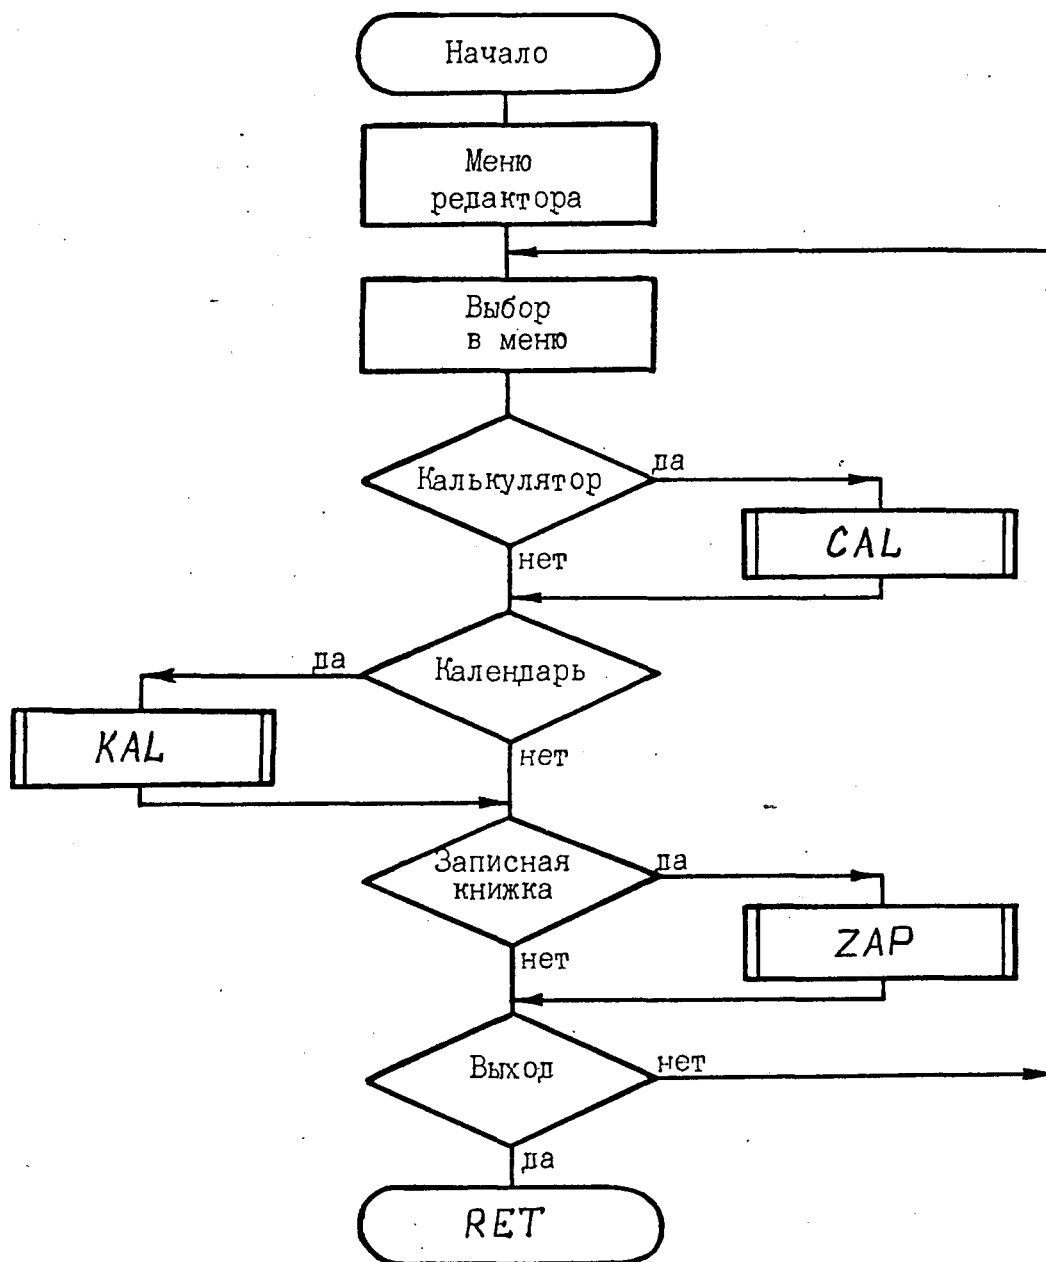 Начало
Меню
редактора
Выбор
в меню
Калькулятор
да
CAL
нет
Календарь
да
KAL
нет
Записная
книжка
да
ZAP
нет
Выход
нет
да
RET